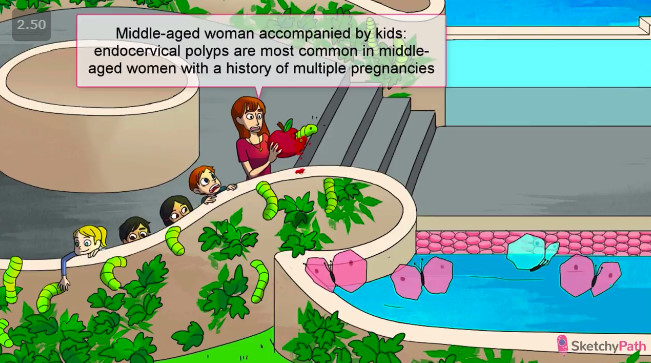 2.50
Middle-aged woman accompanied by kids:
endocervical polyps are most common in middle-
aged women with a history of multiple pregnancies
SketchyPath